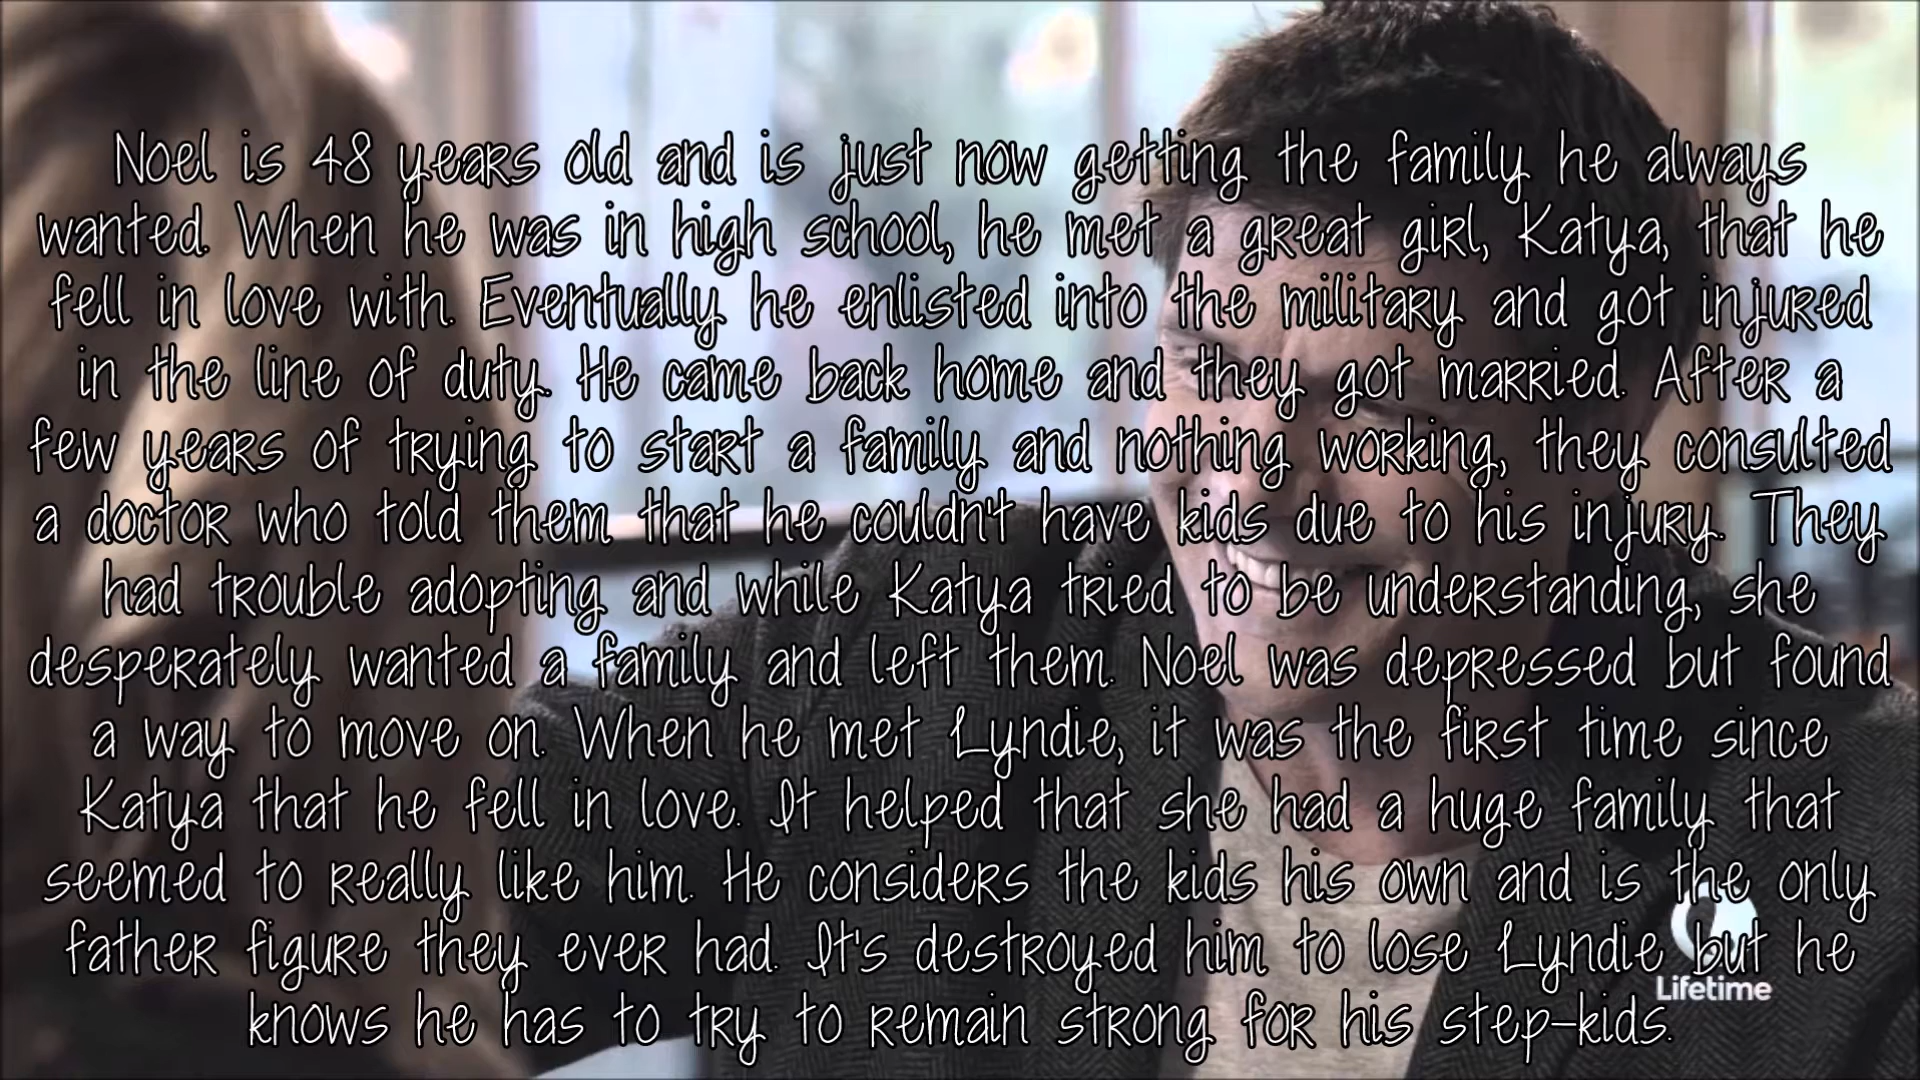 Noel is 48 years old and is just now getting the family he always
wanted. When he was in high school, he met a great girl, Katya, that he
fell in love with. Eventually he enlisted into the military and got injured
in the line of duty. He came back home and they got married. After a
few years of trying to start a family and nothing working, they consulted
a doctor who told them that he couldn't have kids due to his injury. They
had trouble adopting and while Katya tried to be understanding, she
desperately wanted a family and left them. Noel was depressed but found
a way to move on. When he met Lyndie, it was the first time since
Katya that he fell in love. It helped that she had a huge family that
seemed to really like him. He considers the kids his own and is the only
father figure they ever had. It's destroyed him to lose Lyndie but he
knows he has to try to remain strong for his step-kids.
Lifetime